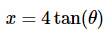 x = 4 tan(θ)